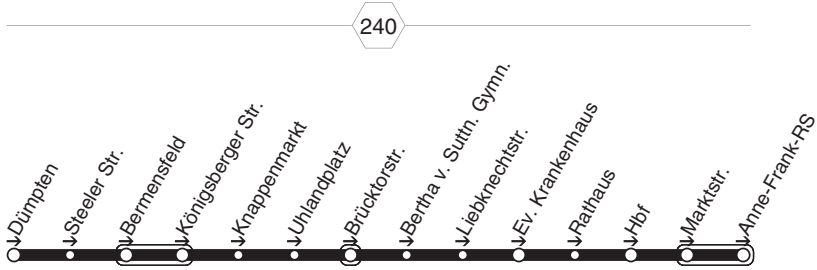 240
Dümpten
Steeler Str.
Bermensfeld
Königsberger Str.
Knappenmarkt
Uhlandplatz
Brücktorstr.
Bertha v. Suttn. Gymn.
Liebknechtstr.
Ev. Krankenhaus
Rathaus
Hbf
Marktstr.
Anne-Frank-RS